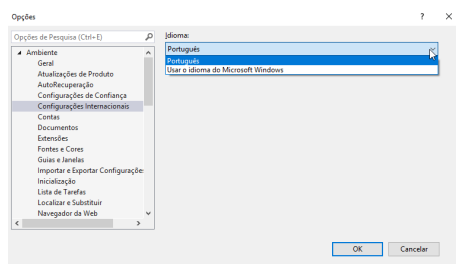 Opções
? ×
Opções de Pesquisa (Ctrl+E)
Ambiente
Geral
Atualizações de Produto
AutoRecuperação
Configurações de Confiança
Configurações Internacionais
Contas
Documentos
Extensões
Fontes e Cores
Guias e Janelas
Importar e Exportar Configurações
Inicialização
Lista de Tarefas
Localizar e Substituir
Navegador da Web
Idioma:
Português
Português
Usar o idioma do Microsoft Windows
OK
Cancelar